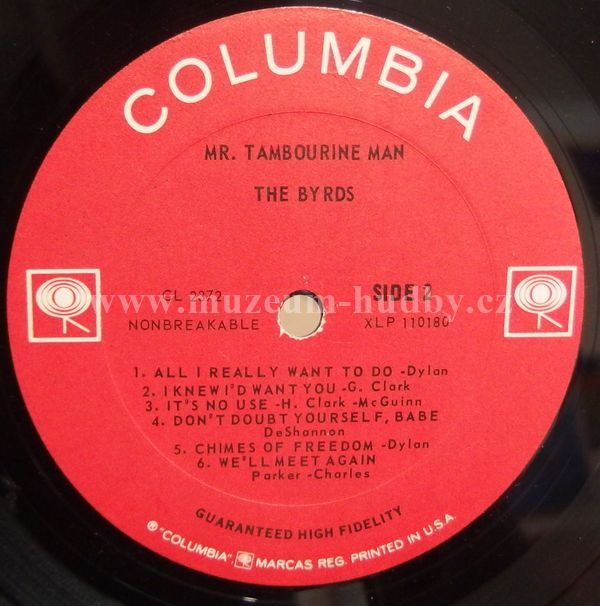 COLUMBIA
MR. TAMBOURINE MAN
THE BYRDS
CL 2372 SIDE 2
www.muzeum-hudby.cz
NONBREAKABLE XLP 110180
1. ALL I REALLY WANT TO DO -Dylan
2. I KNEW I'D WANT YOU -G. Clark
3. IT'S NO USE -H. Clark -McGuinn
4. DON'T DOUBT YOURSELF, BABE
DeShannon
5. CHIMES OF FREEDOM -Dylan
6. WE'LL MEET AGAIN
Parker -Charles
GUARANTEED HIGH FIDELITY
® "COLUMBIA" MARCAS REG. PRINTED IN U.S.A.